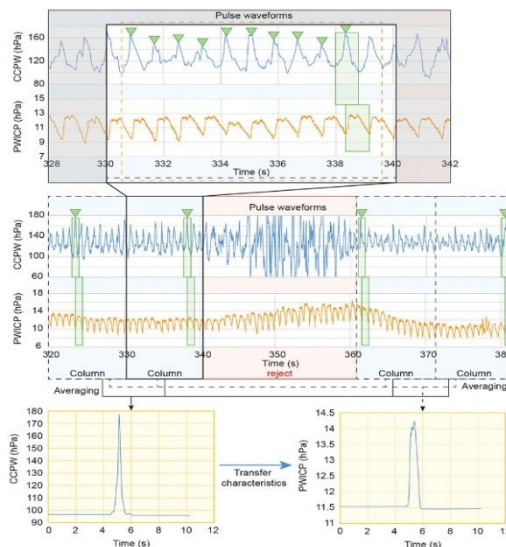 Pulse waveforms
CCPW (hPa)
160
120
80
PWICP (hPa)
15
13
11
9
7
328 330 332 334 336 338 340 342
Time (s)
Pulse waveforms
CCPW (hPa)
180
140
100
60
PWICP (hPa)
18
14
10
6
320 330 340 350 360 370 380
Time (s)
Column Column reject Column Column
Averaging Averaging
CCPW (hPa)
180
170
160
150
140
130
120
110
100
90
0 2 4 6 8 10 12
Time (s)
Transfer
characteristics
PWICP (hPa)
14.5
14
13.5
13
12.5
12
11.5
11
0 2 4 6 8 10 12
Time (s)